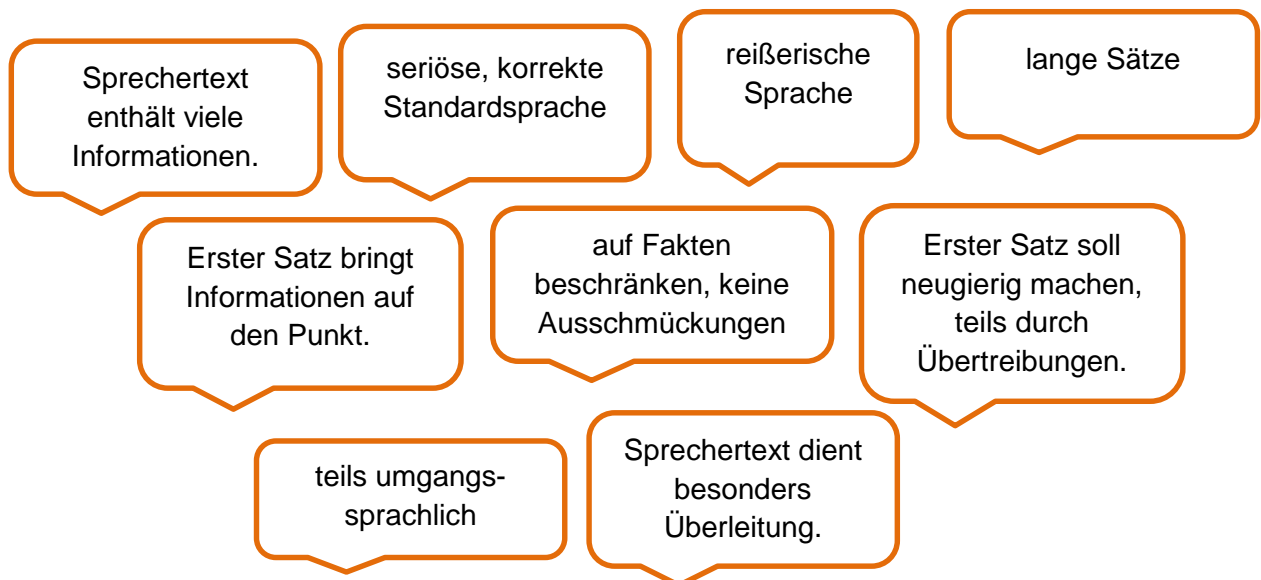 Sprechertext
enthält viele
Informationen.
seriöse, korrekte
Standardsprache
reißerische
Sprache
lange Sätze
Erster Satz bringt
Informationen auf
den Punkt.
auf Fakten
beschränken, keine
Ausschmückungen
Erster Satz soll
neugierig machen,
teils durch
Übertreibungen.
teils umgangs-
sprachlich
Sprechertext dient
besonders
Überleitung.